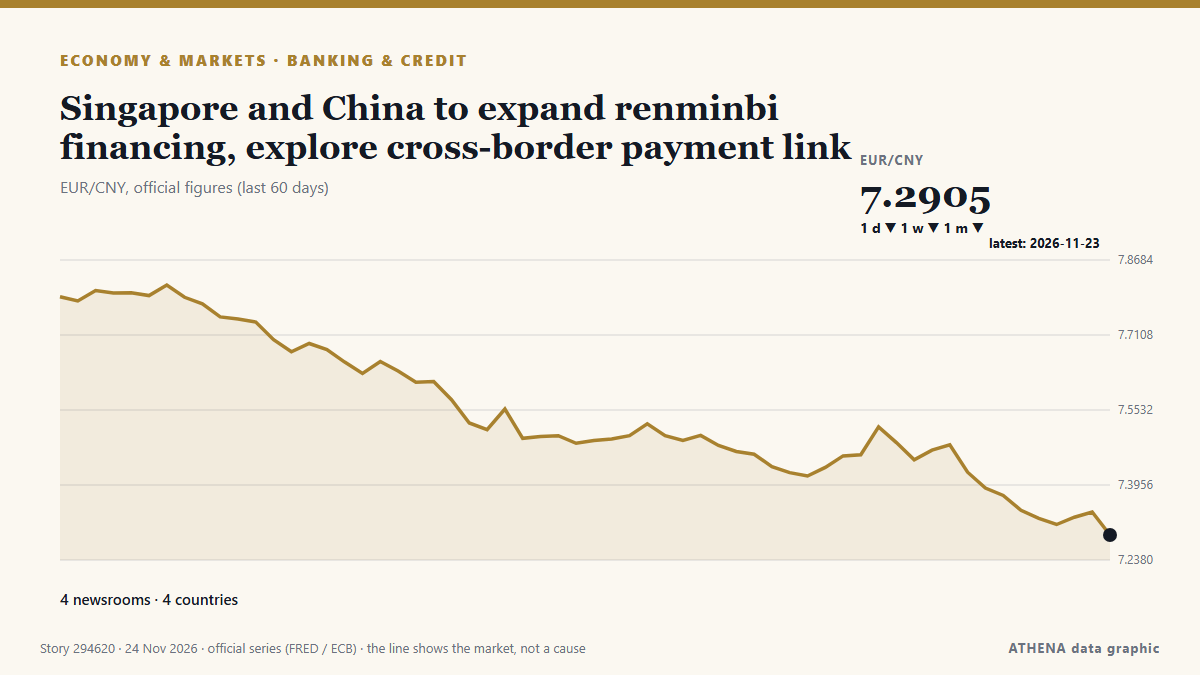 ECONOMY & MARKETS · BANKING & CREDIT
Singapore and China to expand renminbi
financing, explore cross-border payment link
EUR/CNY
EUR/CNY, official figures (last 60 days)
7.2905
1 d ▼ 1 w ▼ 1 m ▼
latest: 2026-11-23
7.8684
7.7108
7.5532
7.3956
7.2380
4 newsrooms · 4 countries
Story 294620 · 24 Nov 2026 · official series (FRED / ECB) · the line shows the market, not a cause
ATHENA data graphic